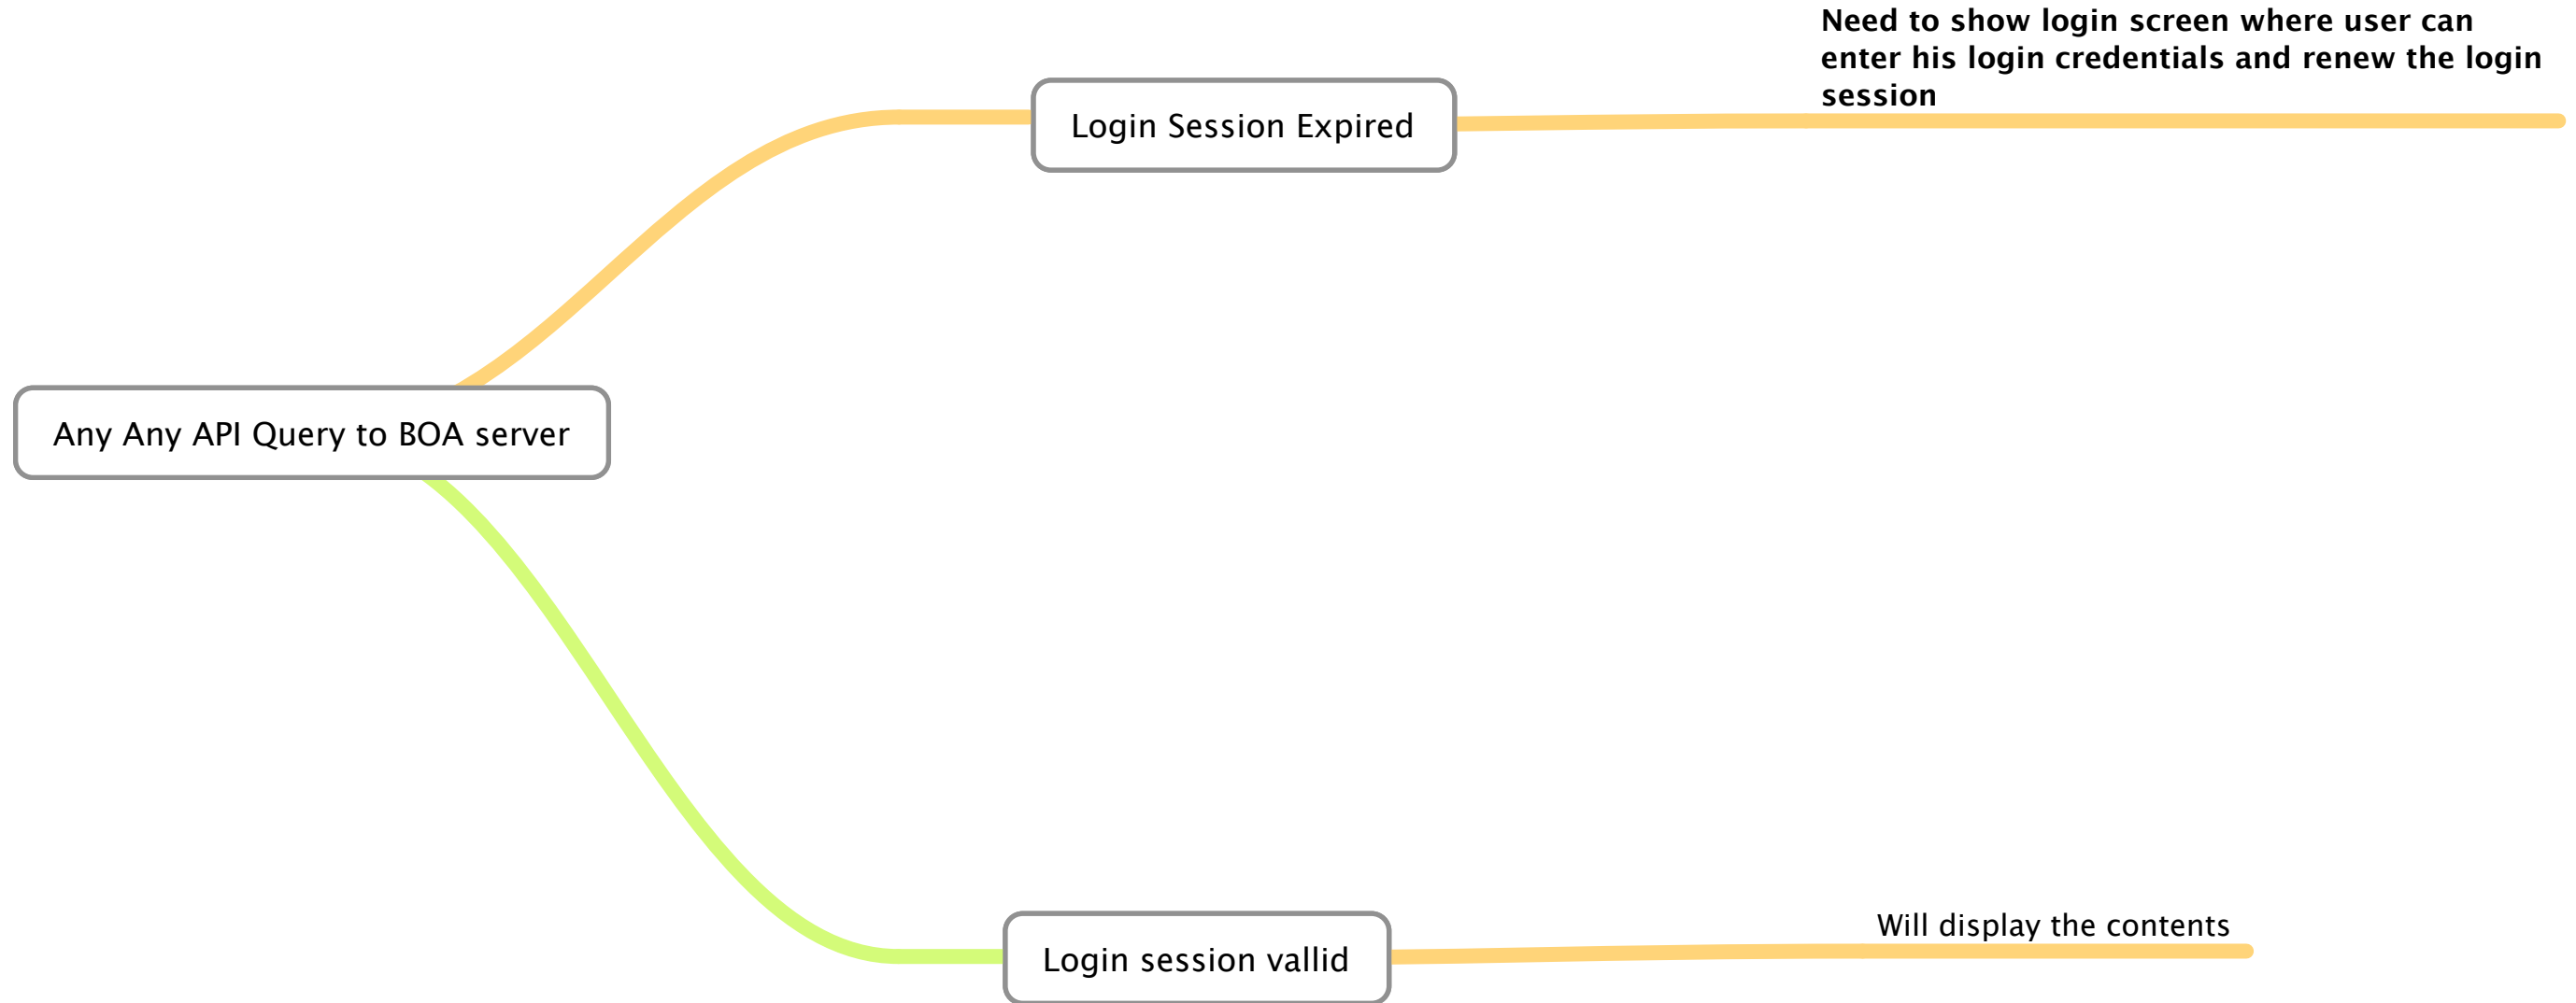 Need to show login screen where user can
enter his login credentials and renew the login
session
Login Session Expired
Any Any API Query to BOA server
Will display the contents
Login session vallid